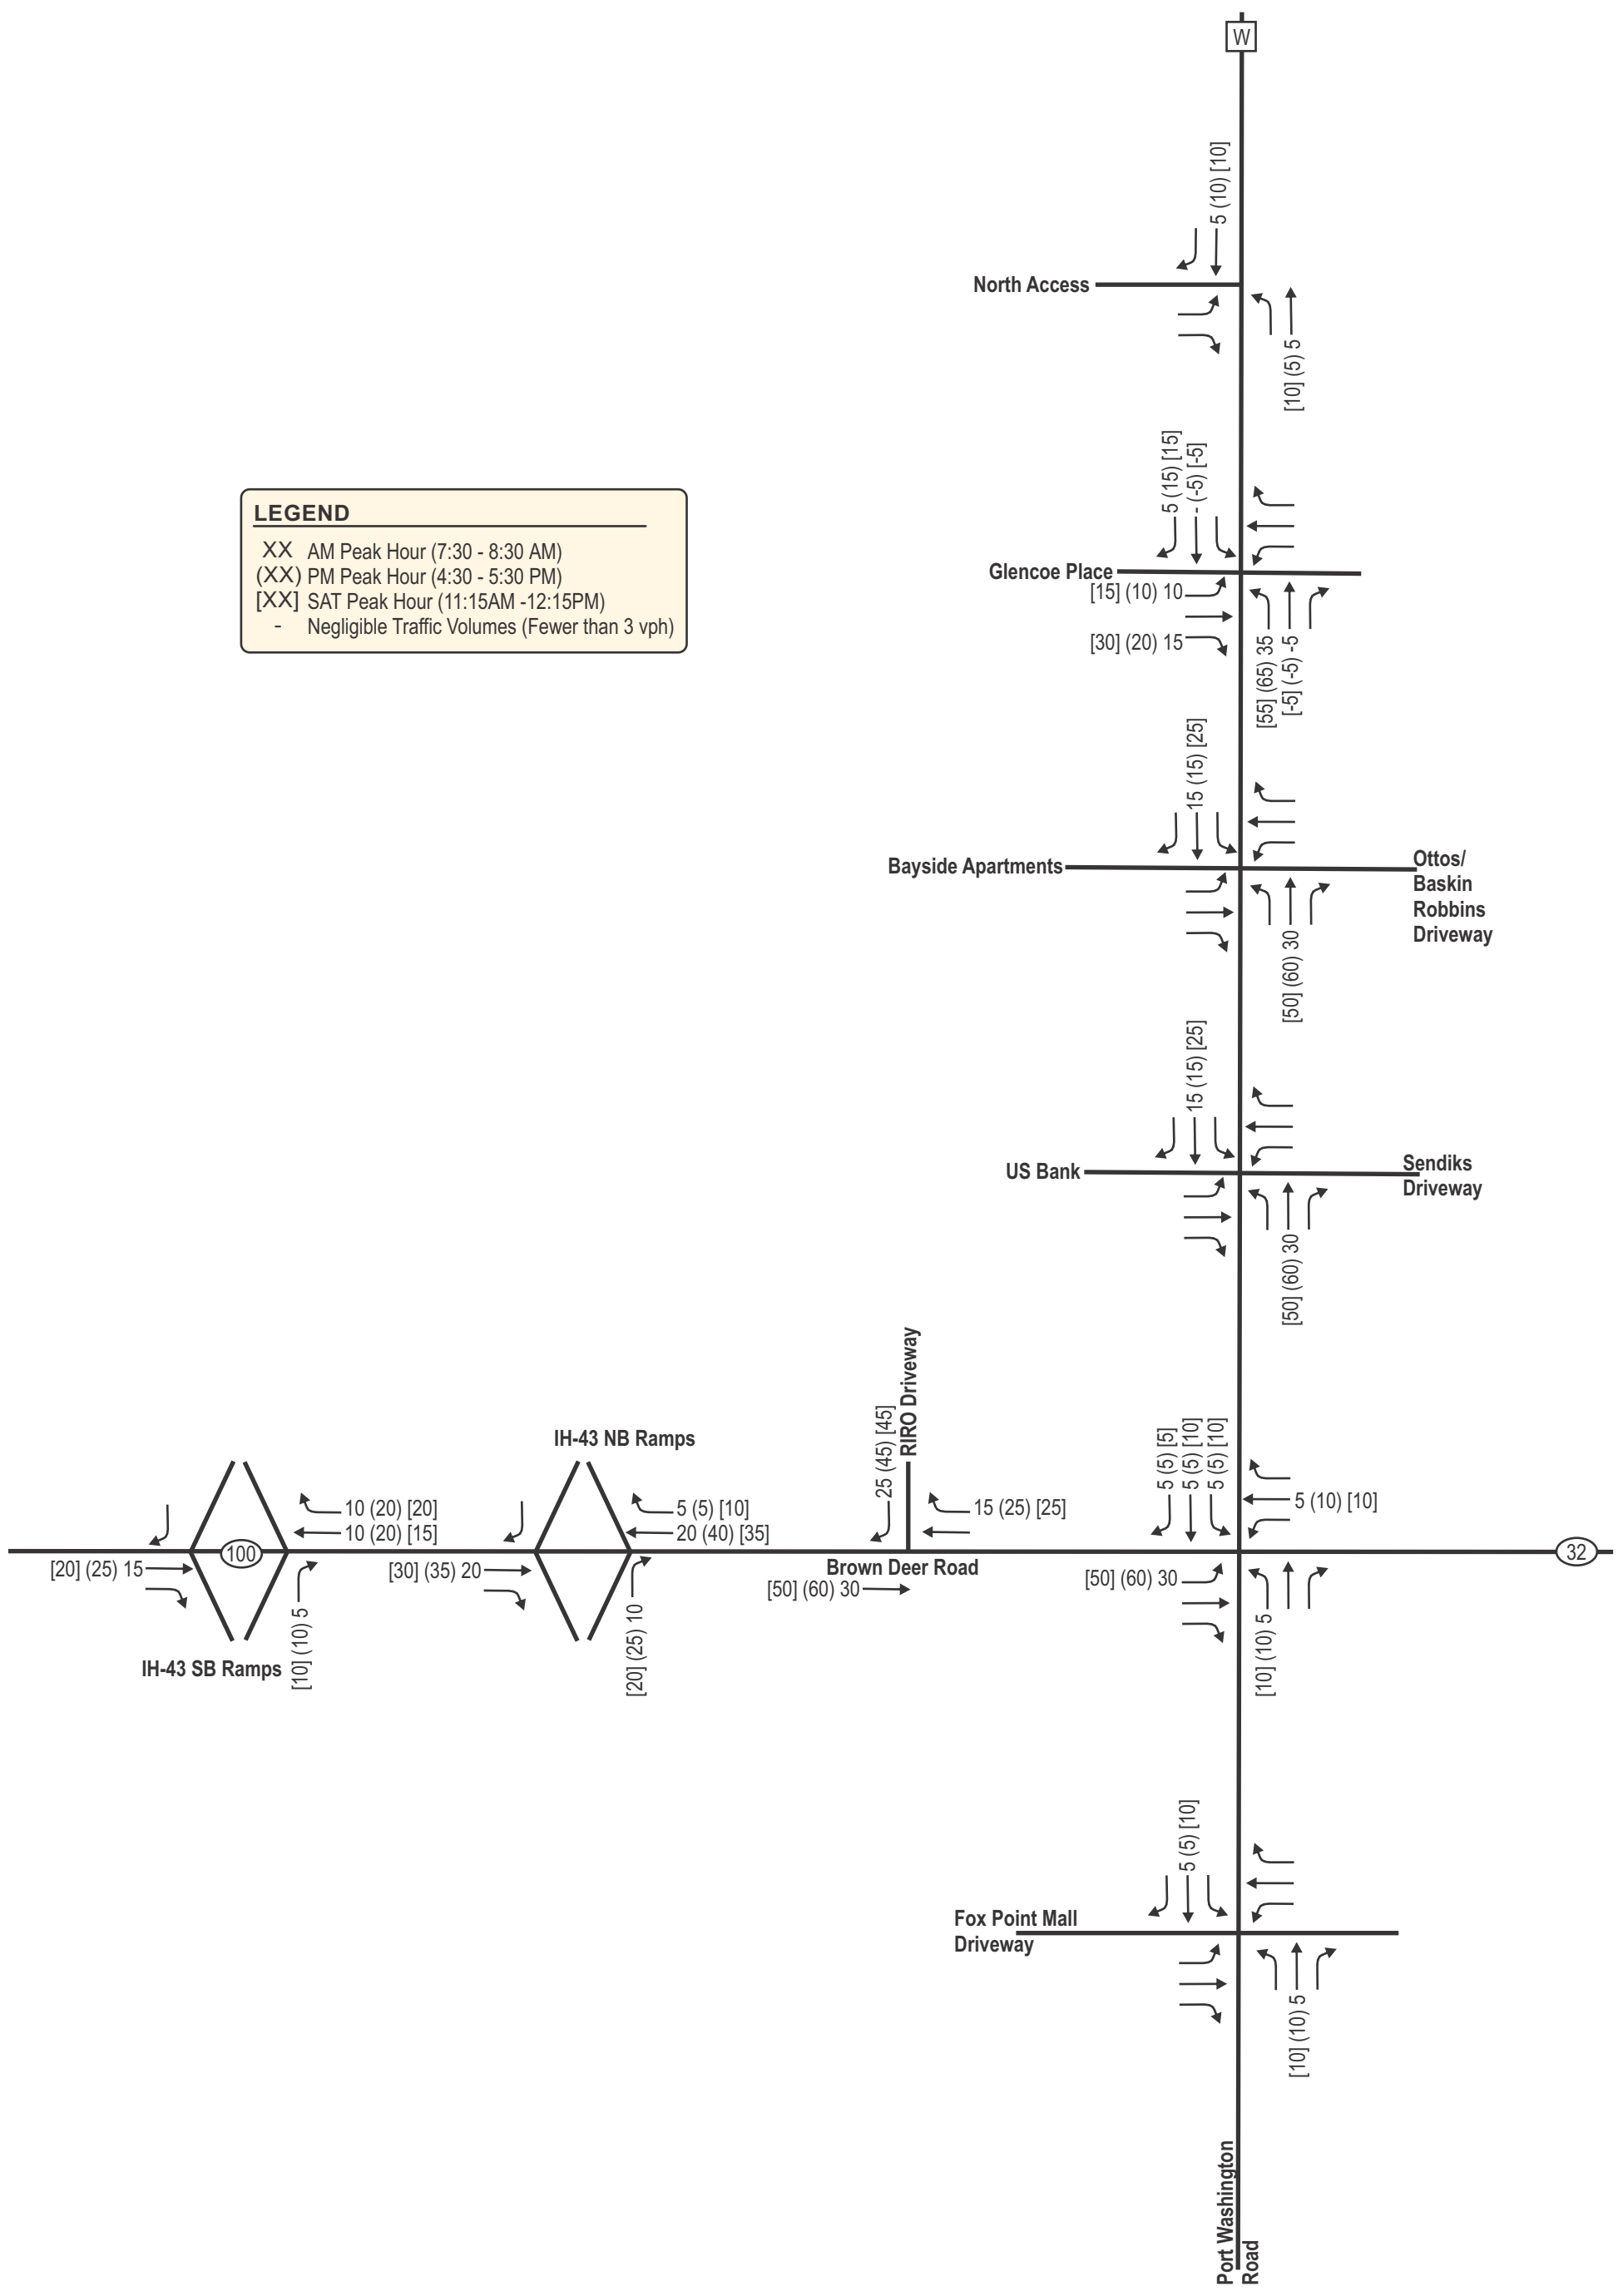 W
5 (10) [10]
North Access
[10] (5) 5
5 (15) [15]
- (-5) [-5]
LEGEND
XX AM Peak Hour (7:30 - 8:30 AM)
(XX) PM Peak Hour (4:30 - 5:30 PM)
[XX] SAT Peak Hour (11:15AM -12:15PM)
- Negligible Traffic Volumes (Fewer than 3 vph)
Glencoe Place
[15] (10) 10
[30] (20) 15
[55] (65) 35
[-5] (-5) -5
15 (15) [25]
Bayside Apartments
Ottos/
Baskin
Robbins
Driveway
[50] (60) 30
15 (15) [25]
US Bank
Sendiks
Driveway
[50] (60) 30
RIRO Driveway
25 (45) [45]
5 (5) [5]
5 (5) [10]
5 (5) [10]
IH-43 NB Ramps
10 (20) [20]
10 (20) [15]
5 (5) [10]
20 (40) [35]
15 (25) [25]
5 (10) [10]
100
32
[20] (25) 15
[30] (35) 20
Brown Deer Road
[50] (60) 30
[50] (60) 30
[10] (10) 5
[20] (25) 10
[10] (10) 5
IH-43 SB Ramps
5 (5) [10]
Fox Point Mall
Driveway
[10] (10) 5
Port Washington
Road